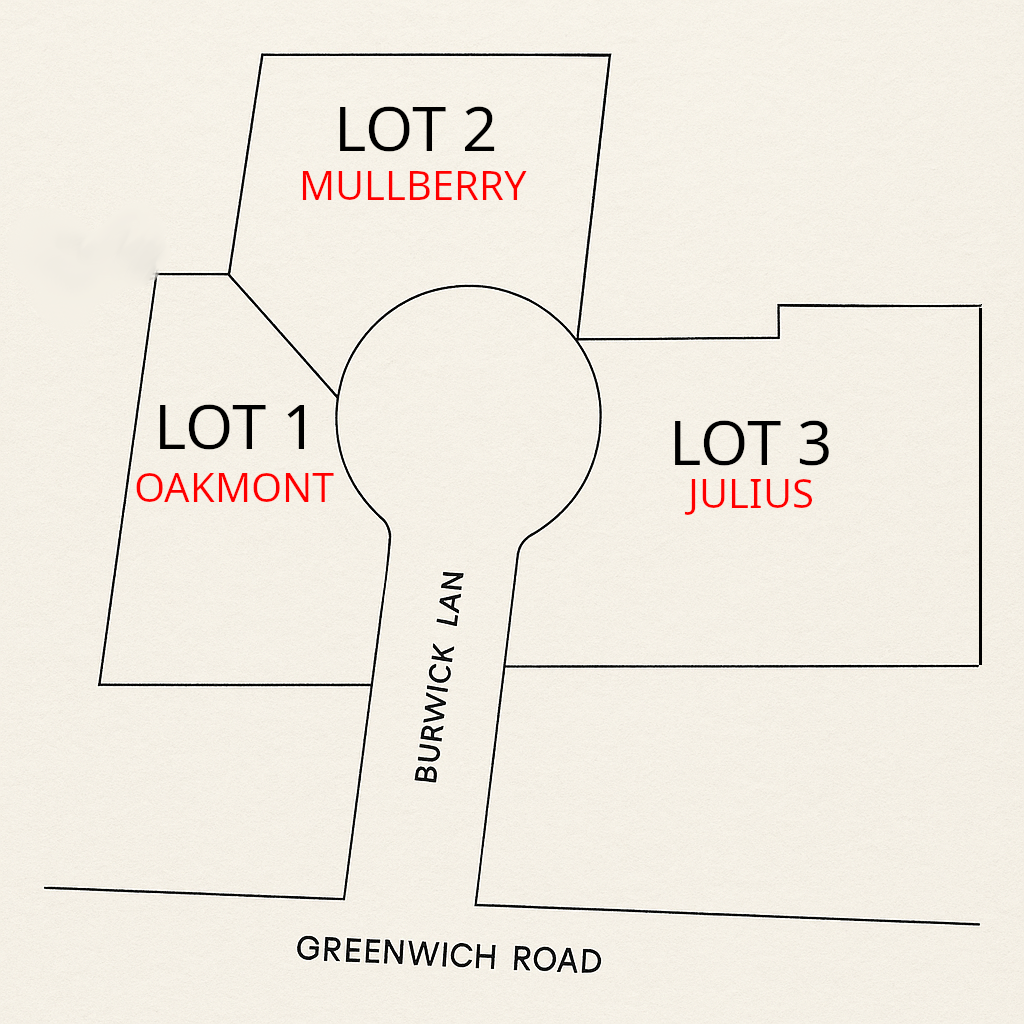 LOT 2
MULLBERRY
LOT 1
OAKMONT
LOT 3
JULIUS
BURWICK LAN
GREENWICH ROAD